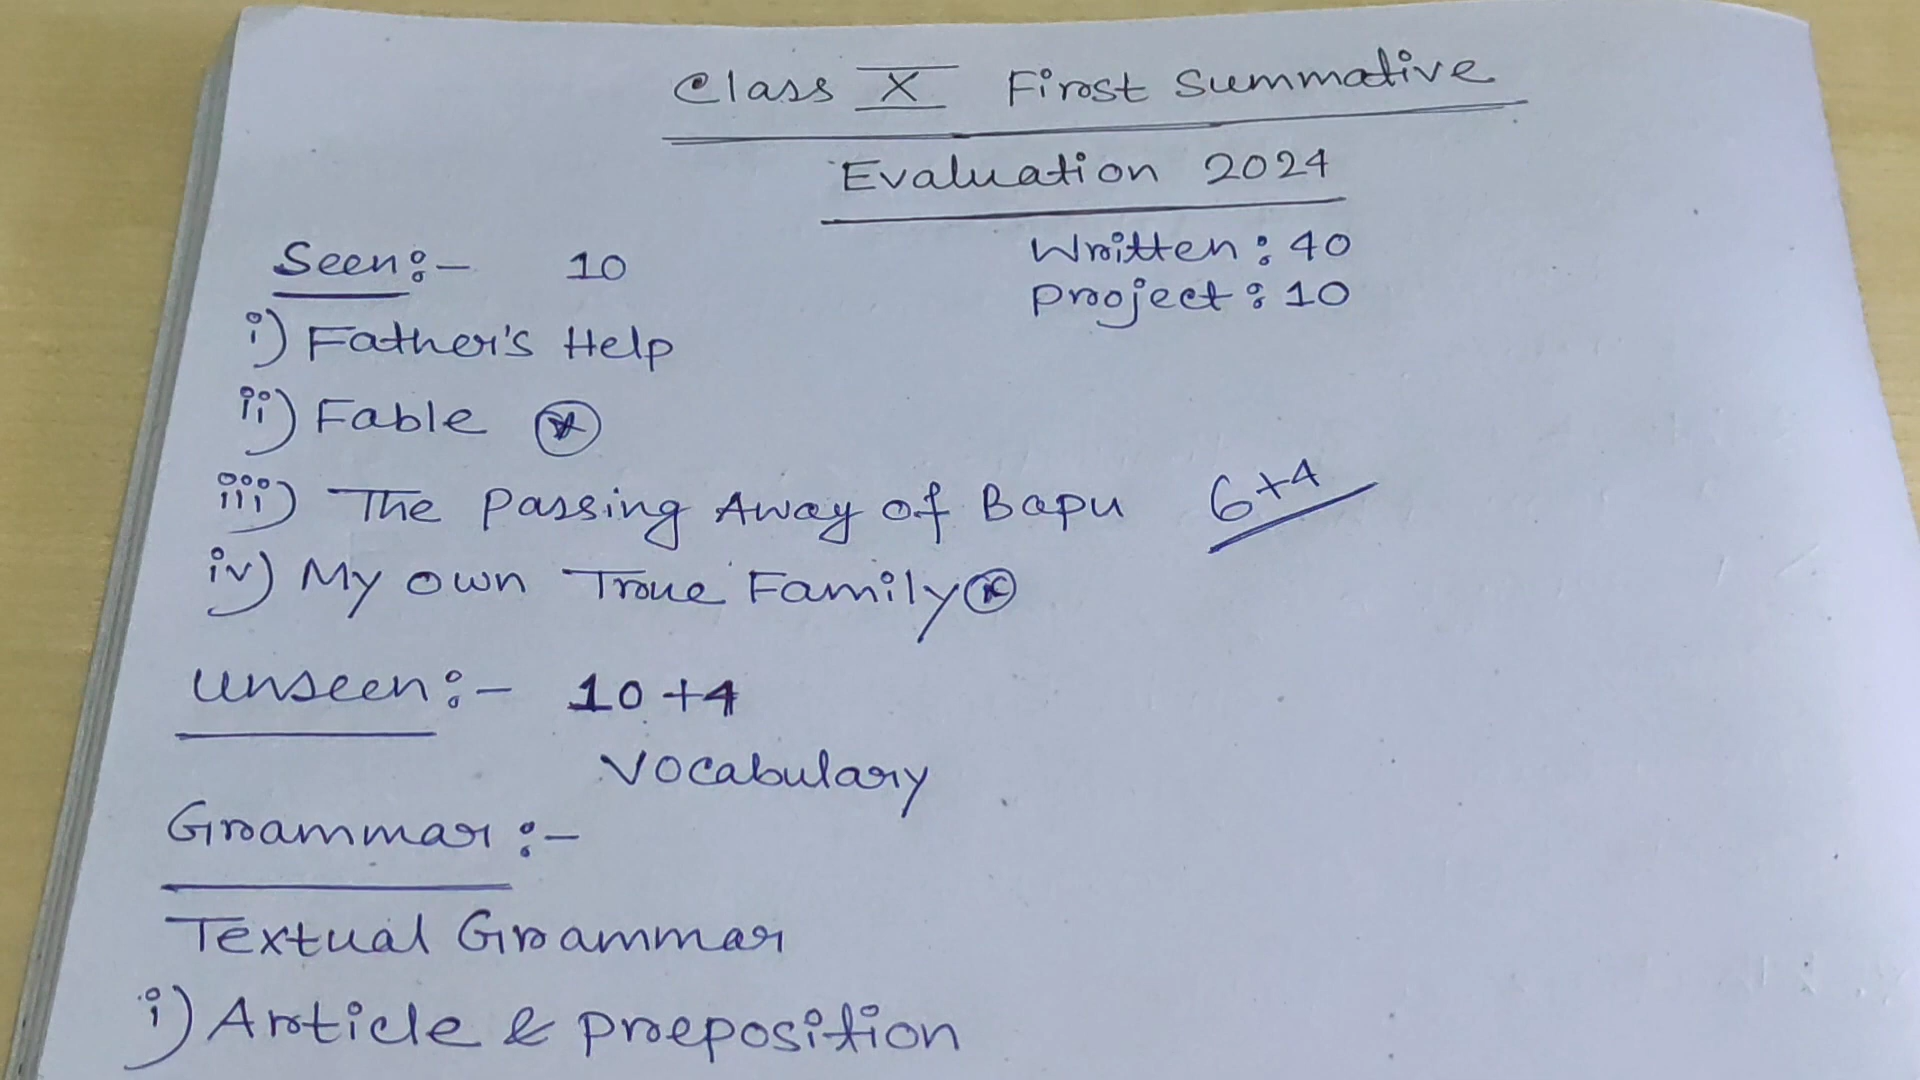 Class X First Summative
Evaluation 2024
Written : 40
Project : 10
Seen :- 10
i) Father's Help
ii) Fable
iii) The Passing Away of Bapu 6+4
iv) My own True Family
Unseen :- 10+4
Vocabulary
Grammar :-
Textual Grammar
i) Article & preposition